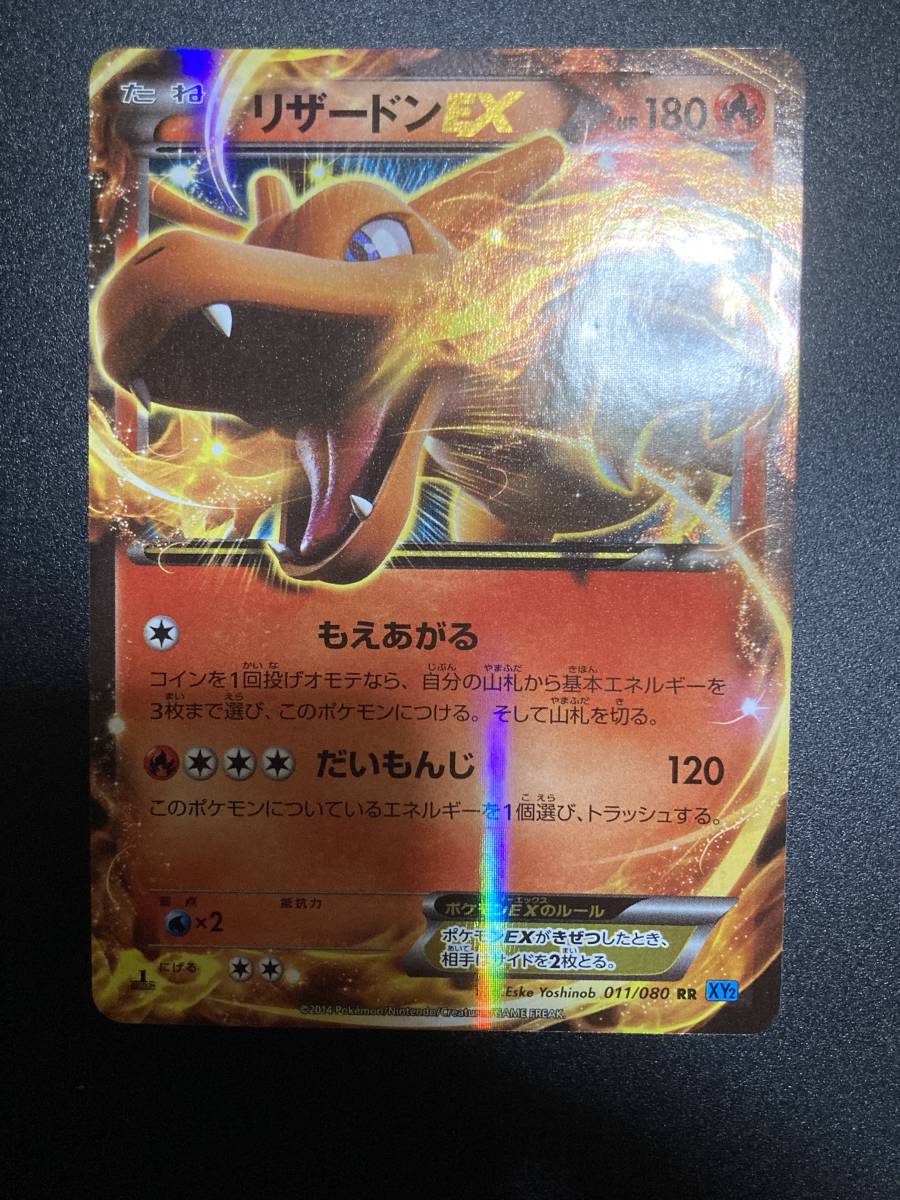 たね リザードンEX HP180
もえあがる
コインを1回投げオモテなら、自分の山札から基本エネルギーを
3枚まで選び、このポケモンにつける。そして山札を切る。
だいもんじ 120
このポケモンについているエネルギーを1個選び、トラッシュする。
弱点 抵抗力
×2
ポケモンEXのルール
ポケモンEXがきぜつしたとき、
相手はサイドを2枚とる。
にげる
Eske Yoshinob 011/080 RR XY2
©2014 Pokémon/Nintendo/Creatures/GAME FREAK.